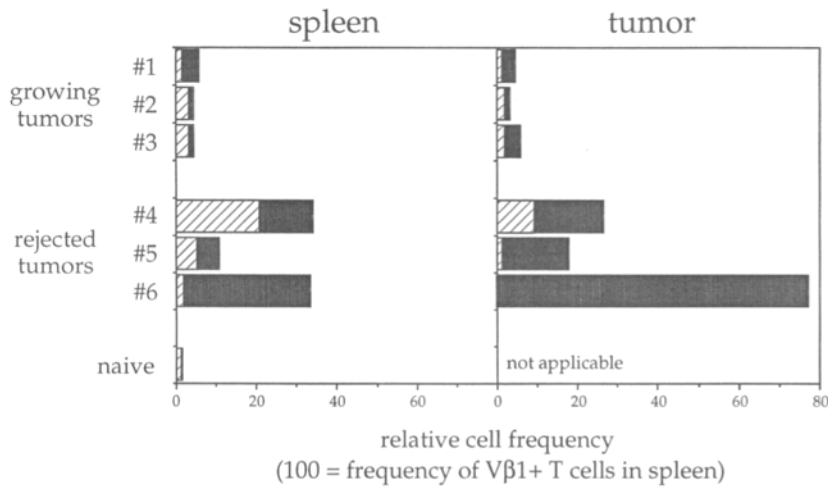 spleen tumor
growing
tumors
#1
#2
#3
rejected
tumors
#4
#5
#6
naive
not applicable
0 20 40 60 0 20 40 60 80
relative cell frequency
(100 = frequency of Vβ1+ T cells in spleen)